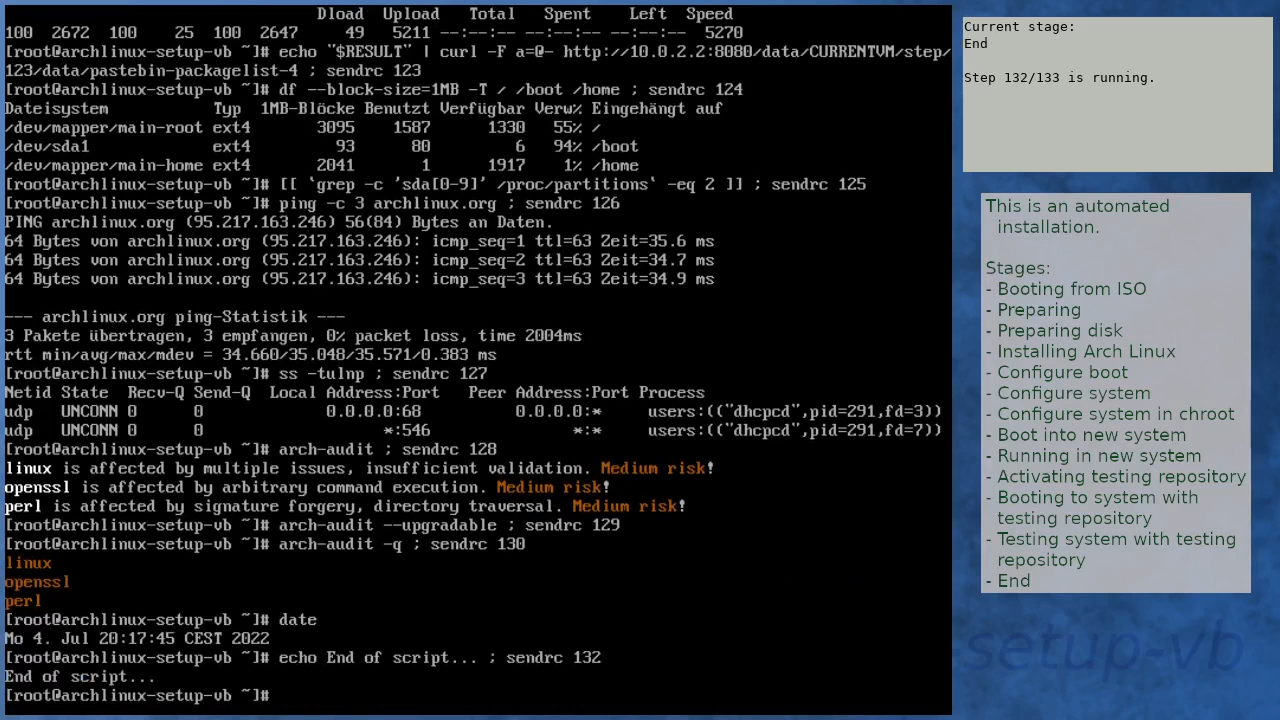 Dload  Upload   Total   Spent    Left  Speed
100  2672  100    25  100  2647     49   5211 --:--:-- --:--:-- --:--:--  5270
[root@archlinux-setup-vb ~]# echo "$RESULT" | curl -F a=@- http://10.0.2.2:8080/data/CURRENTVM/step/
123/data/pastebin-packagelist-4 ; sendrc 123
[root@archlinux-setup-vb ~]# df --block-size=1MB -T / /boot /home ; sendrc 124
Dateisystem           Typ  1MB-Blöcke Benutzt Verfügbar Verw% Eingehängt auf
/dev/mapper/main-root ext4       3095    1587      1330   55% /
/dev/sda1             ext4         93      80         6   94% /boot
/dev/mapper/main-home ext4       2041       1      1917    1% /home
[root@archlinux-setup-vb ~]# [[ `grep -c 'sda[0-9]' /proc/partitions` -eq 2 ]] ; sendrc 125
[root@archlinux-setup-vb ~]# ping -c 3 archlinux.org ; sendrc 126
PING archlinux.org (95.217.163.246) 56(84) Bytes an Daten.
64 Bytes von archlinux.org (95.217.163.246): icmp_seq=1 ttl=63 Zeit=35.6 ms
64 Bytes von archlinux.org (95.217.163.246): icmp_seq=2 ttl=63 Zeit=34.7 ms
64 Bytes von archlinux.org (95.217.163.246): icmp_seq=3 ttl=63 Zeit=34.9 ms
--- archlinux.org ping-Statistik ---
3 Pakete übertragen, 3 empfangen, 0% packet loss, time 2004ms
rtt min/avg/max/mdev = 34.660/35.048/35.571/0.383 ms
[root@archlinux-setup-vb ~]# ss -tulnp ; sendrc 127
Netid State  Recv-Q Send-Q  Local Address:Port   Peer Address:Port Process
udp   UNCONN 0      0             0.0.0.0:68          0.0.0.0:*     users:(("dhcpcd",pid=291,fd=3))
udp   UNCONN 0      0                   *:546               *:*     users:(("dhcpcd",pid=291,fd=7))
[root@archlinux-setup-vb ~]# arch-audit ; sendrc 128
linux is affected by multiple issues, insufficient validation. Medium risk!
openssl is affected by arbitrary command execution. Medium risk!
perl is affected by signature forgery, directory traversal. Medium risk!
[root@archlinux-setup-vb ~]# arch-audit --upgradable ; sendrc 129
[root@archlinux-setup-vb ~]# arch-audit -q ; sendrc 130
linux
openssl
perl
[root@archlinux-setup-vb ~]# date
Mo 4. Jul 20:17:45 CEST 2022
[root@archlinux-setup-vb ~]# echo End of script... ; sendrc 132
End of script...
[root@archlinux-setup-vb ~]#
Current stage:
End
Step 132/133 is running.
This is an automated
installation.
Stages:
- Booting from ISO
- Preparing
- Preparing disk
- Installing Arch Linux
- Configure boot
- Configure system
- Configure system in chroot
- Boot into new system
- Running in new system
- Activating testing repository
- Booting to system with
testing repository
- Testing system with testing
repository
- End
-setup-vb